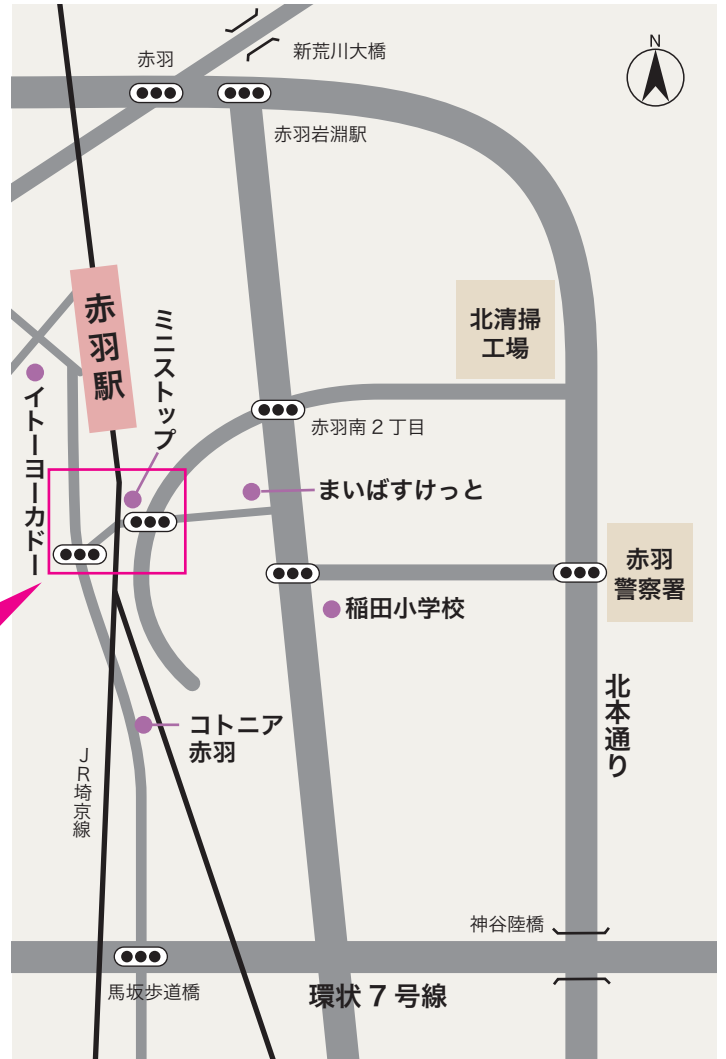 N
新荒川大橋
赤羽
赤羽岩淵駅
赤羽駅
ミニストップ
北清掃
工場
イトーヨーカドー
赤羽南2丁目
まいばすけっと
赤羽
警察署
稲田小学校
北本通り
コトニア
赤羽
JR埼京線
神谷陸橋
馬坂歩道橋
環状7号線